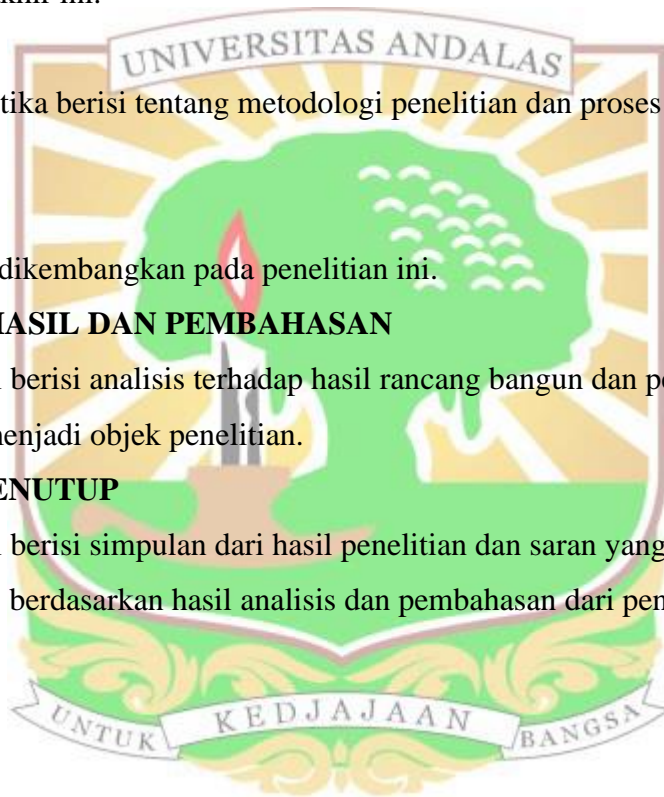 UNIVERSITAS ANDALAS
tika berisi tentang metodologi penelitian dan proses
dikembangkan pada penelitian ini.
HASIL DAN PEMBAHASAN
berisi analisis terhadap hasil rancang bangun dan
menjadi objek penelitian.
ENUTUP
berisi simpulan dari hasil penelitian dan saran yang
berdasarkan hasil analisis dan pembahasan dari
UNTUK KEDJAJAAN BANGSA